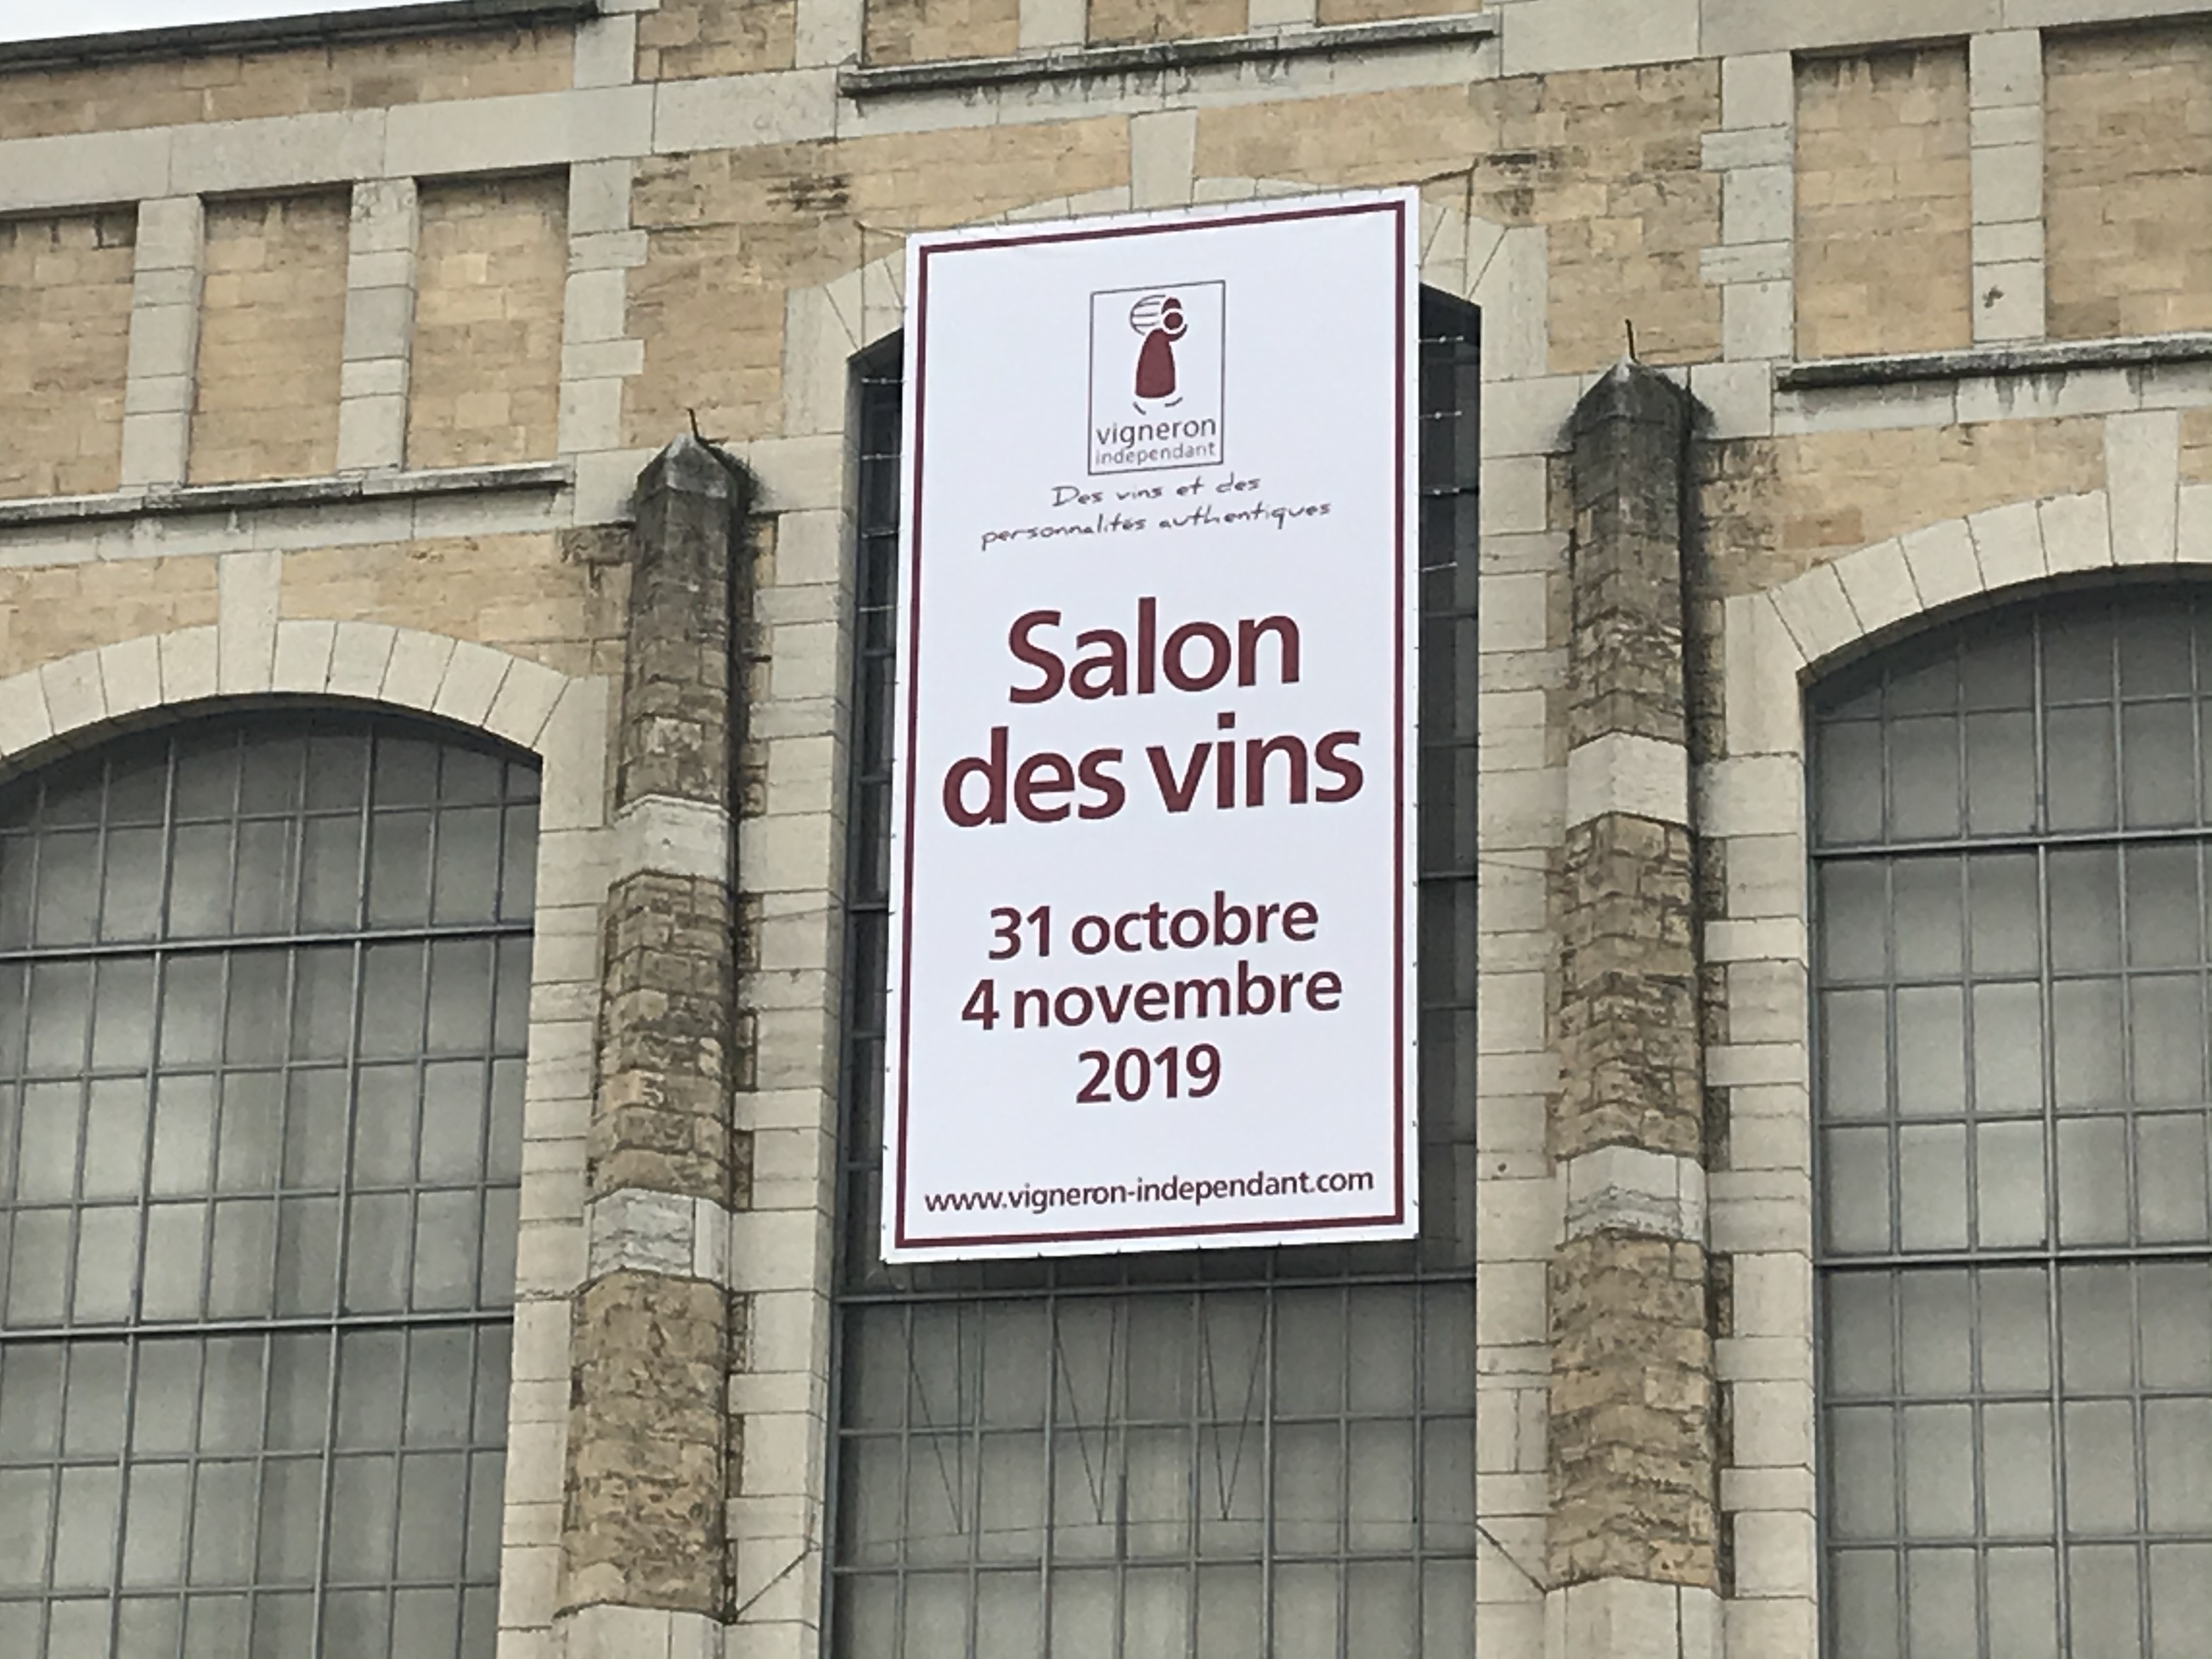 vigneron
indépendant
Des vins et des
personnalités authentiques
Salon
des vins
31 octobre
4 novembre
2019
www.vigneron-independant.com